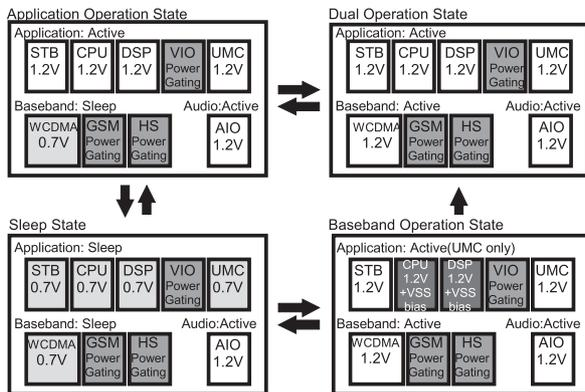 Application Operation State
Application: Active
STB
1.2V
CPU
1.2V
DSP
1.2V
VIO
Power
Gating
UMC
1.2V
Baseband: Sleep
Audio:Active
WCDMA
0.7V
GSM
Power
Gating
HS
Power
Gating
AIO
1.2V
Dual Operation State
Application: Active
STB
1.2V
CPU
1.2V
DSP
1.2V
VIO
Power
Gating
UMC
1.2V
Baseband: Active
Audio:Active
WCDMA
1.2V
GSM
Power
Gating
HS
Power
Gating
AIO
1.2V
Sleep State
Application: Sleep
STB
0.7V
CPU
0.7V
DSP
0.7V
VIO
Power
Gating
UMC
0.7V
Baseband: Sleep
Audio:Active
WCDMA
0.7V
GSM
Power
Gating
HS
Power
Gating
AIO
1.2V
Baseband Operation State
Application: Active(UMC only)
STB
1.2V
CPU
1.2V
+VSS
bias
DSP
1.2V
+VSS
bias
VIO
Power
Gating
UMC
1.2V
Baseband: Active
Audio:Active
WCDMA
1.2V
GSM
Power
Gating
HS
Power
Gating
AIO
1.2V